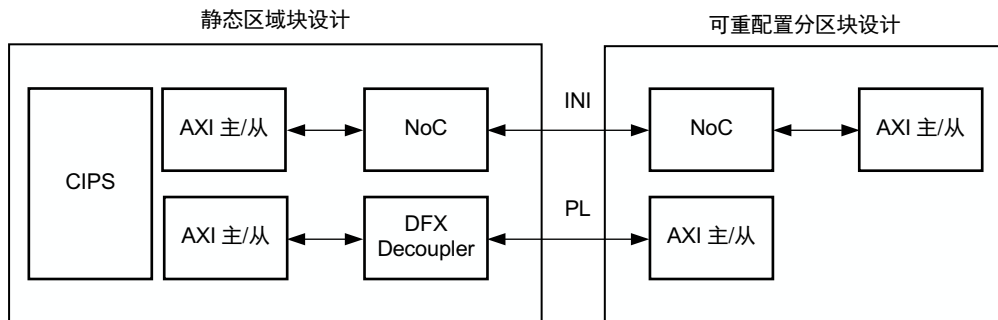 静态区域块设计
可重配置分区块设计
CIPS
AXI 主/从
NoC
INI
NoC
AXI 主/从
AXI 主/从
DFX
Decoupler
PL
AXI 主/从